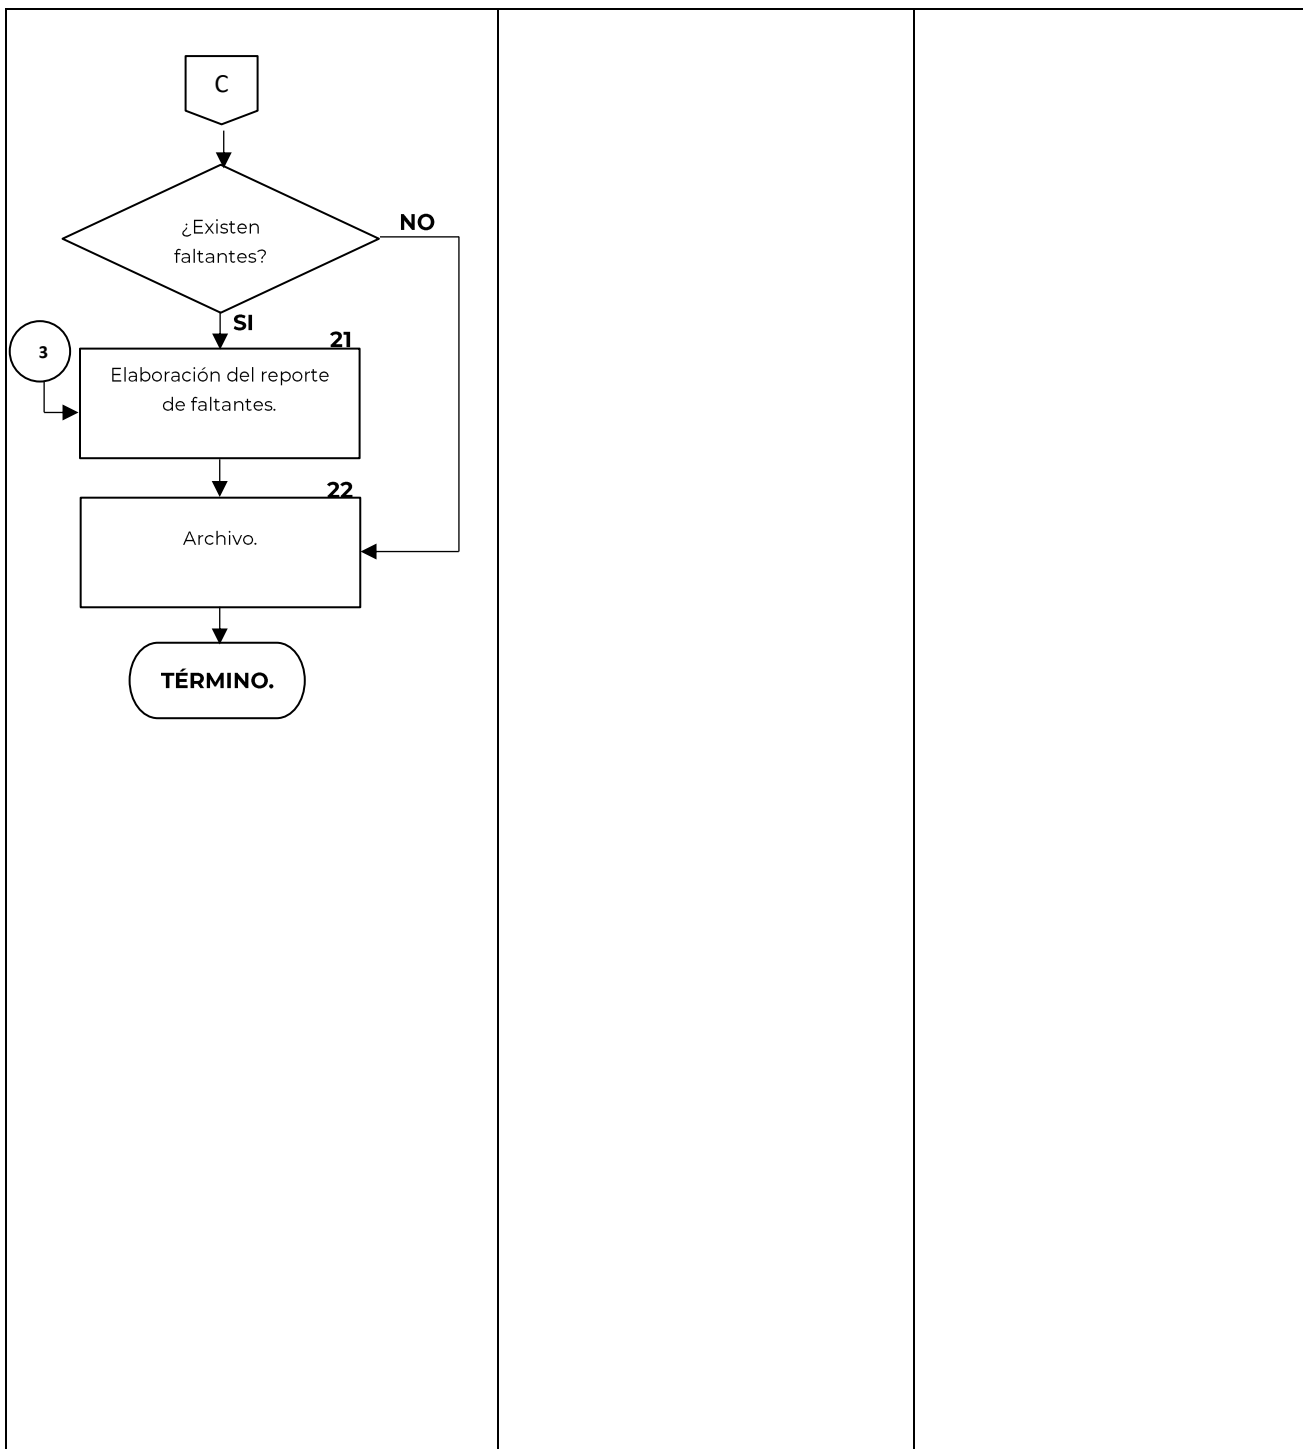 C
¿Existen
faltantes?
NO
SI
3
21
Elaboración del reporte
de faltantes.
22
Archivo.
TÉRMINO.